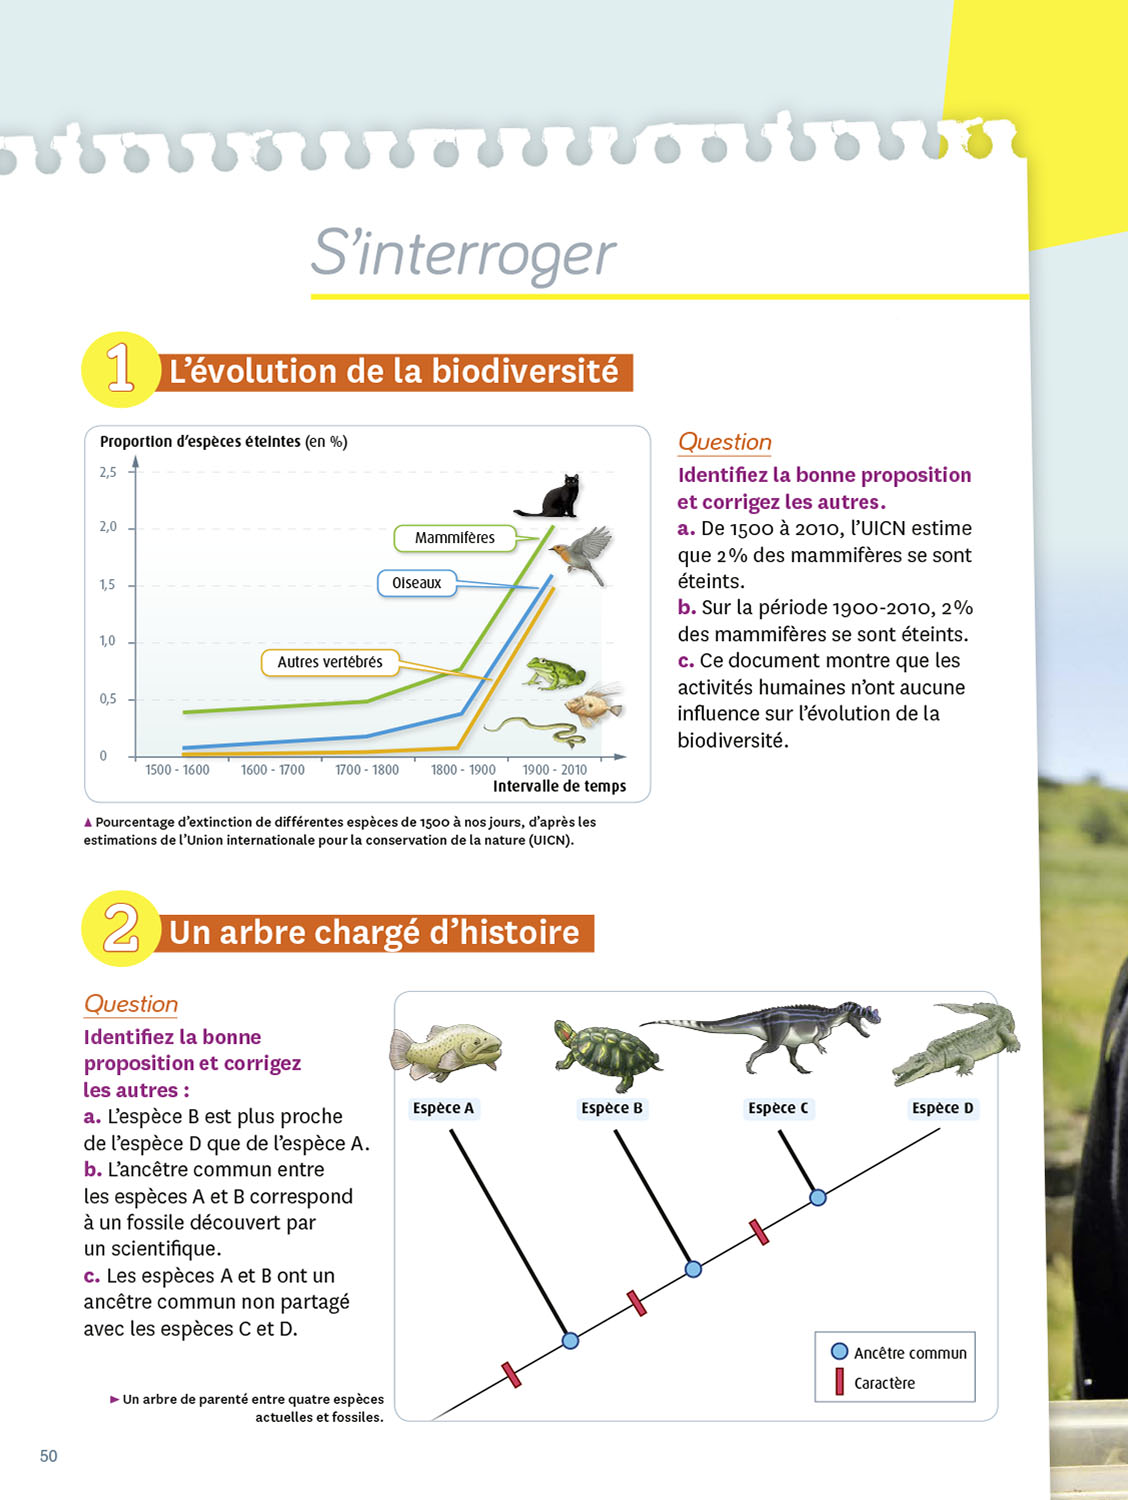 S'interroger
1 L'évolution de la biodiversité
Proportion d'espèces éteintes (en %)
2,5
2,0
1,5
1,0
0,5
0
Mammifères
Oiseaux
Autres vertébrés
1500 - 1600
1600 - 1700
1700 - 1800
1800 - 1900
1900 - 2010
Intervalle de temps
▲ Pourcentage d'extinction de différentes espèces de 1500 à nos jours, d'après les
estimations de l'Union internationale pour la conservation de la nature (UICN).
Question
Identifiez la bonne proposition
et corrigez les autres.
a. De 1500 à 2010, l'UICN estime
que 2 % des mammifères se sont
éteints.
b. Sur la période 1900-2010, 2 %
des mammifères se sont éteints.
c. Ce document montre que les
activités humaines n'ont aucune
influence sur l'évolution de la
biodiversité.
2 Un arbre chargé d'histoire
Question
Identifiez la bonne
proposition et corrigez
les autres :
a. L'espèce B est plus proche
de l'espèce D que de l'espèce A.
b. L'ancêtre commun entre
les espèces A et B correspond
à un fossile découvert par
un scientifique.
c. Les espèces A et B ont un
ancêtre commun non partagé
avec les espèces C et D.
► Un arbre de parenté entre quatre espèces
actuelles et fossiles.
Espèce A
Espèce B
Espèce C
Espèce D
Ancêtre commun
Caractère
50